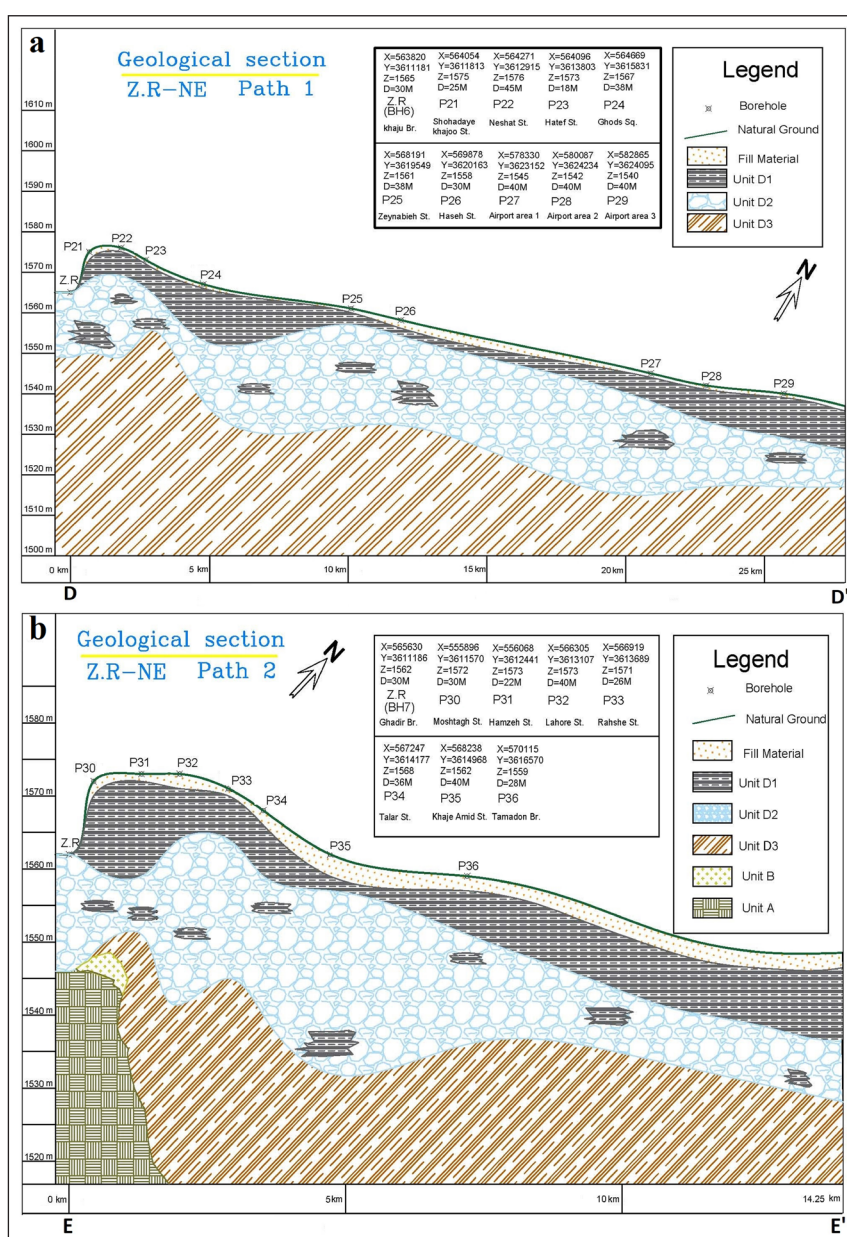 a
Geological section
Z.R-NE Path 1
X=563820 X=564054 X=564271 X=564096 X=564669
Y=3611181 Y=3611813 Y=3612915 Y=3613803 Y=3615831
Z=1565 Z=1575 Z=1576 Z=1573 Z=1567
D=30M D=25M D=45M D=18M D=38M
Z.R P21 P22 P23 P24
(BH6)
khaju Br. Shohadaye Neshat St. Hatef St. Ghods Sq.
khajoo St.
X=568191 X=569878 X=578330 X=580087 X=582865
Y=3619549 Y=3620163 Y=3623152 Y=3624234 Y=3624095
Z=1561 Z=1558 Z=1545 Z=1542 Z=1540
D=38M D=30M D=40M D=40M D=40M
P25 P26 P27 P28 P29
Zeynabieh St. Haseh St. Airport area 1 Airport area 2 Airport area 3
Legend
Borehole
Natural Ground
Fill Material
Unit D1
Unit D2
Unit D3
N
1610 m
1600 m
1590 m
1580 m
1570 m
1560 m
1550 m
1540 m
1530 m
1520 m
1510 m
1500 m
Z.R
P21
P22
P23
P24
P25
P26
P27
P28
P29
0 km 5 km 10 km 15 km 20 km 25 km
D D'
b
Geological section
Z.R-NE Path 2
N
X=565630 X=555896 X=556068 X=566305 X=566919
Y=3611186 Y=3611570 Y=3612441 Y=3613107 Y=3613689
Z=1562 Z=1572 Z=1573 Z=1573 Z=1571
D=30M D=30M D=22M D=40M D=26M
Z.R P30 P31 P32 P33
(BH7)
Ghadir Br. Moshtagh St. Hamzeh St. Lahore St. Rahshe St.
X=567247 X=568238 X=570115
Y=3614177 Y=3614968 Y=3616570
Z=1568 Z=1562 Z=1559
D=36M D=40M D=28M
P34 P35 P36
Talar St. Khaje Amid St. Tamadon Br.
Legend
Borehole
Natural Ground
Fill Material
Unit D1
Unit D2
Unit D3
Unit B
Unit A
1580 m
1570 m
1560 m
1550 m
1540 m
1530 m
1520 m
Z.R
P30
P31
P32
P33
P34
P35
P36
0 km 5km 10 km 14.25 km
E E'